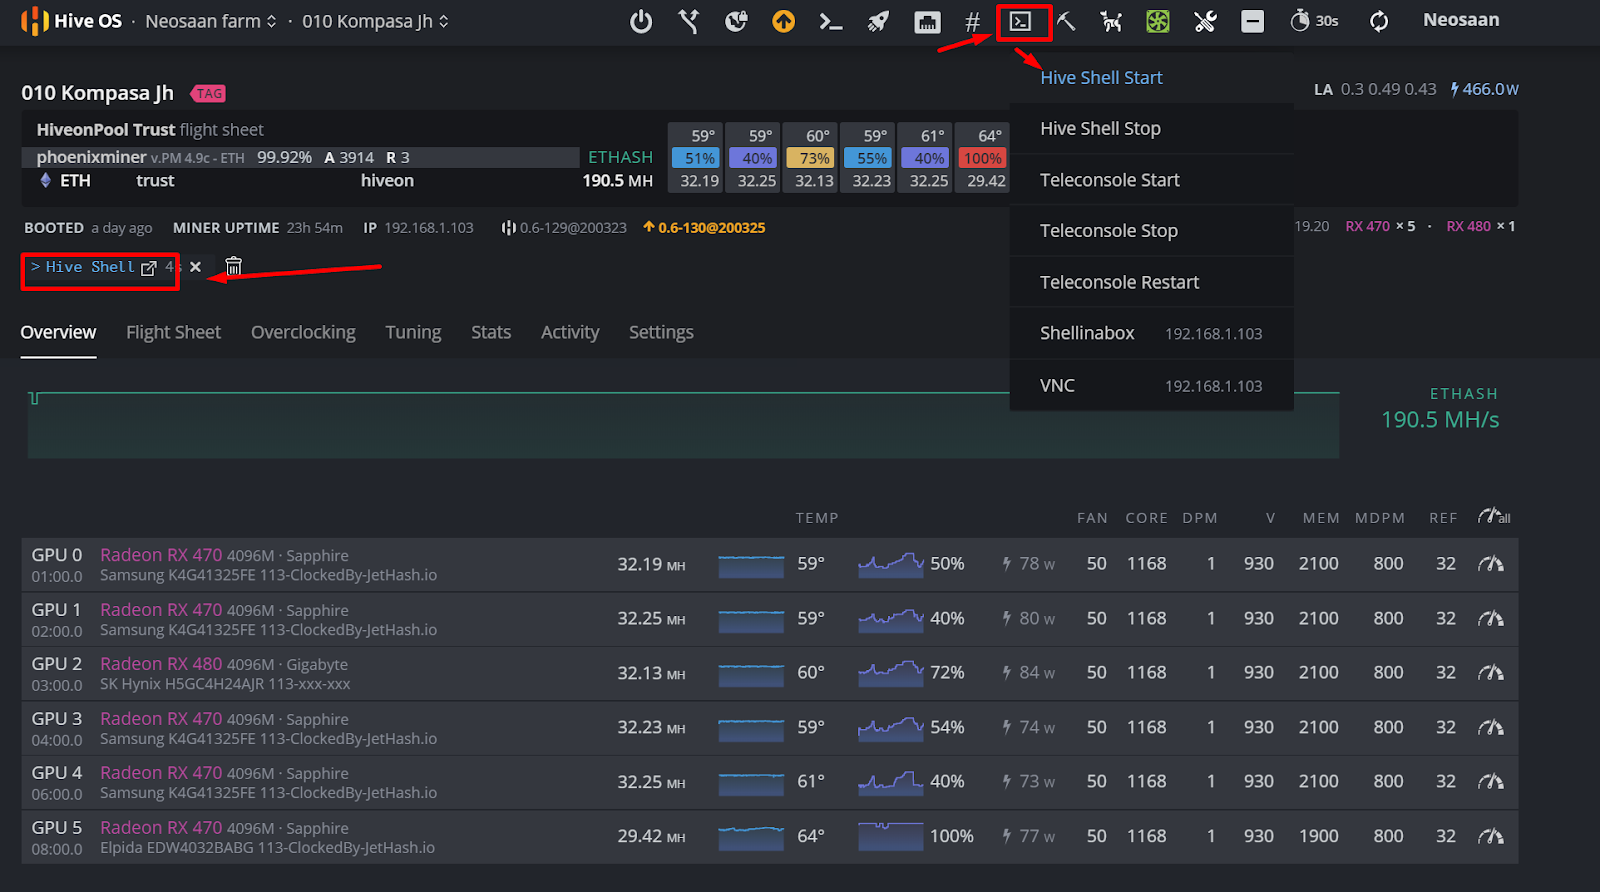 Hive OS · Neosaan farm · 010 Kompasa Jh # 30s Neosaan
Hive Shell Start
Hive Shell Stop
Teleconsole Start
Teleconsole Stop
Teleconsole Restart
Shellinabox 192.168.1.103
VNC 192.168.1.103
010 Kompasa Jh TAG LA 0.3 0.49 0.43 466.0W
HiveonPool Trust flight sheet
phoenixminer v.PM 4.9c - ETH 99.92% A 3914 R 3 ETHASH
ETH trust hiveon 190.5 MH
59° 59° 60° 59° 61° 64°
51% 40% 73% 55% 40% 100%
32.19 32.25 32.13 32.23 32.25 29.42
BOOTED a day ago MINER UPTIME 23h 54m IP 192.168.1.103 0.6-129@200323 0.6-130@200325 19.20 RX 470 × 5 · RX 480 × 1
> Hive Shell 4s ×
Overview Flight Sheet Overclocking Tuning Stats Activity Settings
ETHASH
190.5 MH/s
TEMP FAN CORE DPM V MEM MDPM REF all
GPU 0 Radeon RX 470 4096M · Sapphire 32.19 MH 59° 50% 78 W 50 1168 1 930 2100 800 32
01:00.0 Samsung K4G41325FE 113-ClockedBy-JetHash.io
GPU 1 Radeon RX 470 4096M · Sapphire 32.25 MH 59° 40% 80 W 50 1168 1 930 2100 800 32
02:00.0 Samsung K4G41325FE 113-ClockedBy-JetHash.io
GPU 2 Radeon RX 480 4096M · Gigabyte 32.13 MH 60° 72% 84 W 50 1168 1 930 2100 800 32
03:00.0 SK Hynix H5GC4H24AJR 113-xxx-xxx
GPU 3 Radeon RX 470 4096M · Sapphire 32.23 MH 59° 54% 74 W 50 1168 1 930 2100 800 32
04:00.0 Samsung K4G41325FE 113-ClockedBy-JetHash.io
GPU 4 Radeon RX 470 4096M · Sapphire 32.25 MH 61° 40% 73 W 50 1168 1 930 2100 800 32
06:00.0 Samsung K4G41325FE 113-ClockedBy-JetHash.io
GPU 5 Radeon RX 470 4096M · Sapphire 29.42 MH 64° 100% 77 W 50 1168 1 930 1900 800 32
08:00.0 Elpida EDW4032BABG 113-ClockedBy-JetHash.io